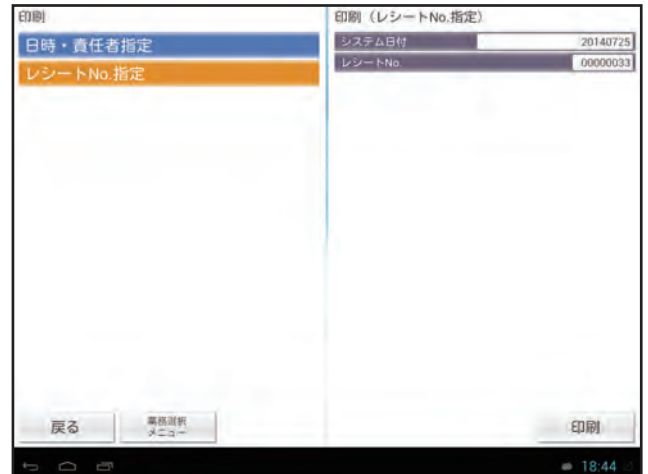 印刷
日時・責任者指定
レシートNo.指定
印刷（レシートNo.指定）
システム日付 20140725
レシートNo. 00000033
戻る
業務選択
メニュー
印刷
18:44